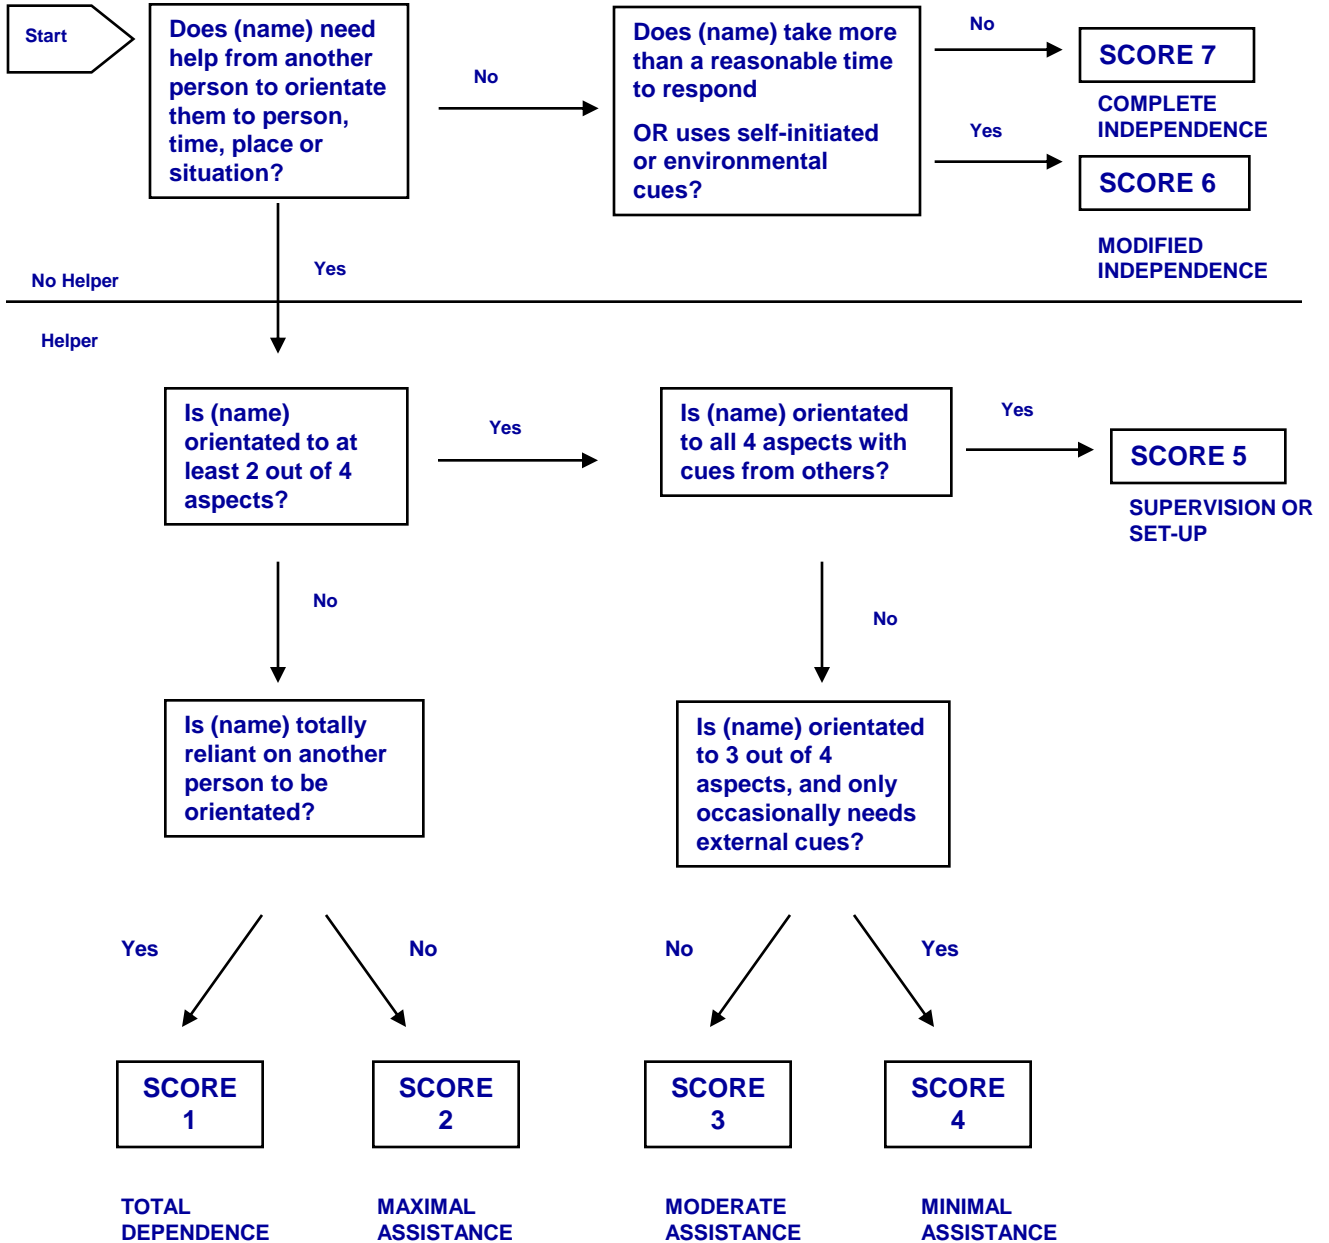 Start
Does (name) need
help from another
person to orientate
them to person,
time, place or
situation?
No
Does (name) take more
than a reasonable time
to respond
OR uses self-initiated
or environmental
cues?
No
SCORE 7
COMPLETE
INDEPENDENCE
Yes
SCORE 6
MODIFIED
INDEPENDENCE
Yes
No Helper
Helper
Is (name)
orientated to at
least 2 out of 4
aspects?
Yes
Is (name) orientated
to all 4 aspects with
cues from others?
Yes
SCORE 5
SUPERVISION OR
SET-UP
No
No
Is (name) totally
reliant on another
person to be
orientated?
Is (name) orientated
to 3 out of 4
aspects, and only
occasionally needs
external cues?
Yes
No
No
Yes
SCORE
1
SCORE
2
SCORE
3
SCORE
4
TOTAL
DEPENDENCE
MAXIMAL
ASSISTANCE
MODERATE
ASSISTANCE
MINIMAL
ASSISTANCE